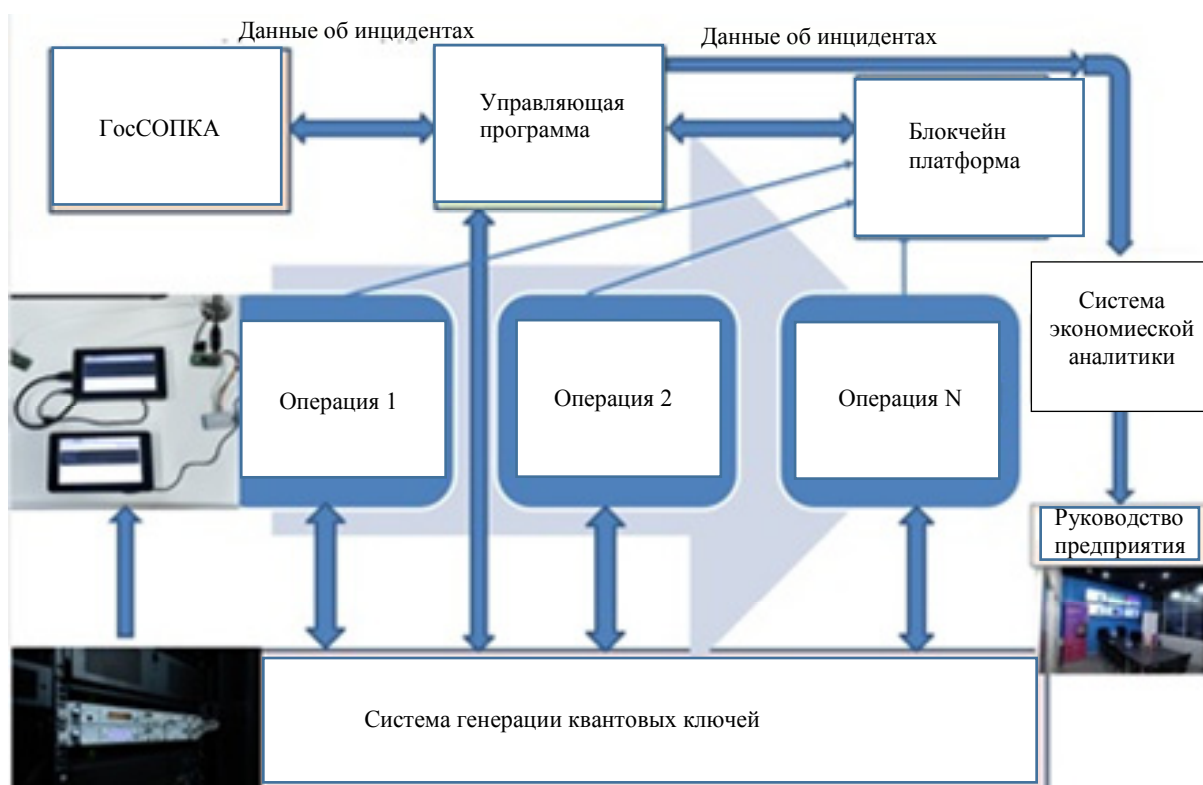 Данные об инцидентах
Данные об инцидентах
ГосСОПКА
Управляющая
программа
Блокчейн
платформа
Система
экономиеской
аналитики
Операция 1
Операция 2
Операция N
Руководство
предприятия
Система генерации квантовых ключей